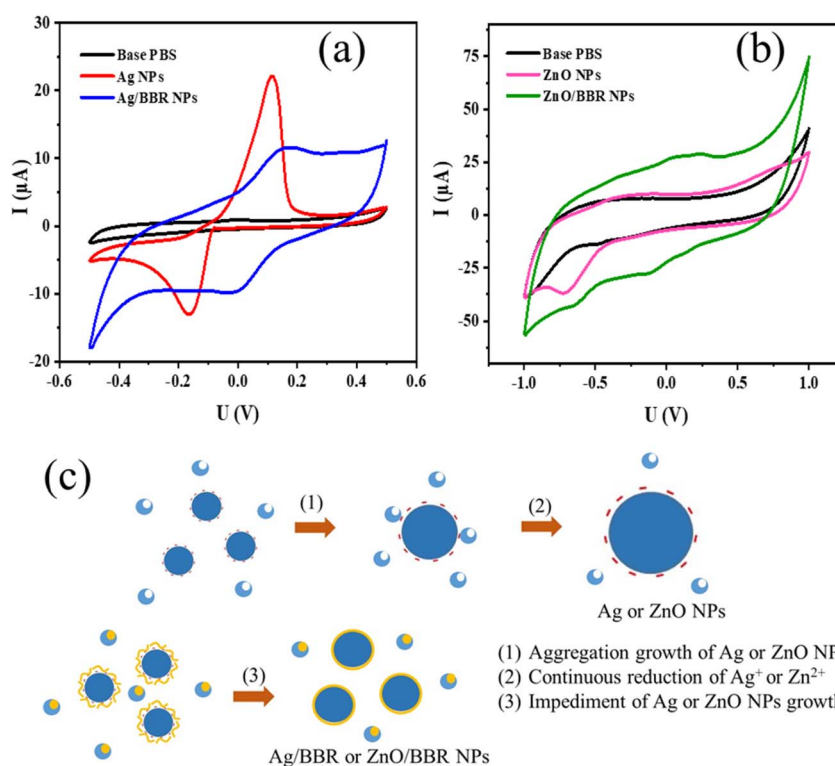 (a)
Base PBS
Ag NPs
Ag/BBR NPs
I (µA)
30
20
10
0
-10
-20
-0.6
-0.4
-0.2
0.0
0.2
0.4
0.6
U (V)
(b)
Base PBS
ZnO NPs
ZnO/BBR NPs
I (µA)
75
50
25
0
-25
-50
-1.0
-0.5
0.0
0.5
1.0
U (V)
(c)
(1)
(2)
Ag or ZnO NPs
(3)
Ag/BBR or ZnO/BBR NPs
(1) Aggregation growth of Ag or ZnO NP
(2) Continuous reduction of Ag⁺ or Zn²⁺
(3) Impediment of Ag or ZnO NPs growth